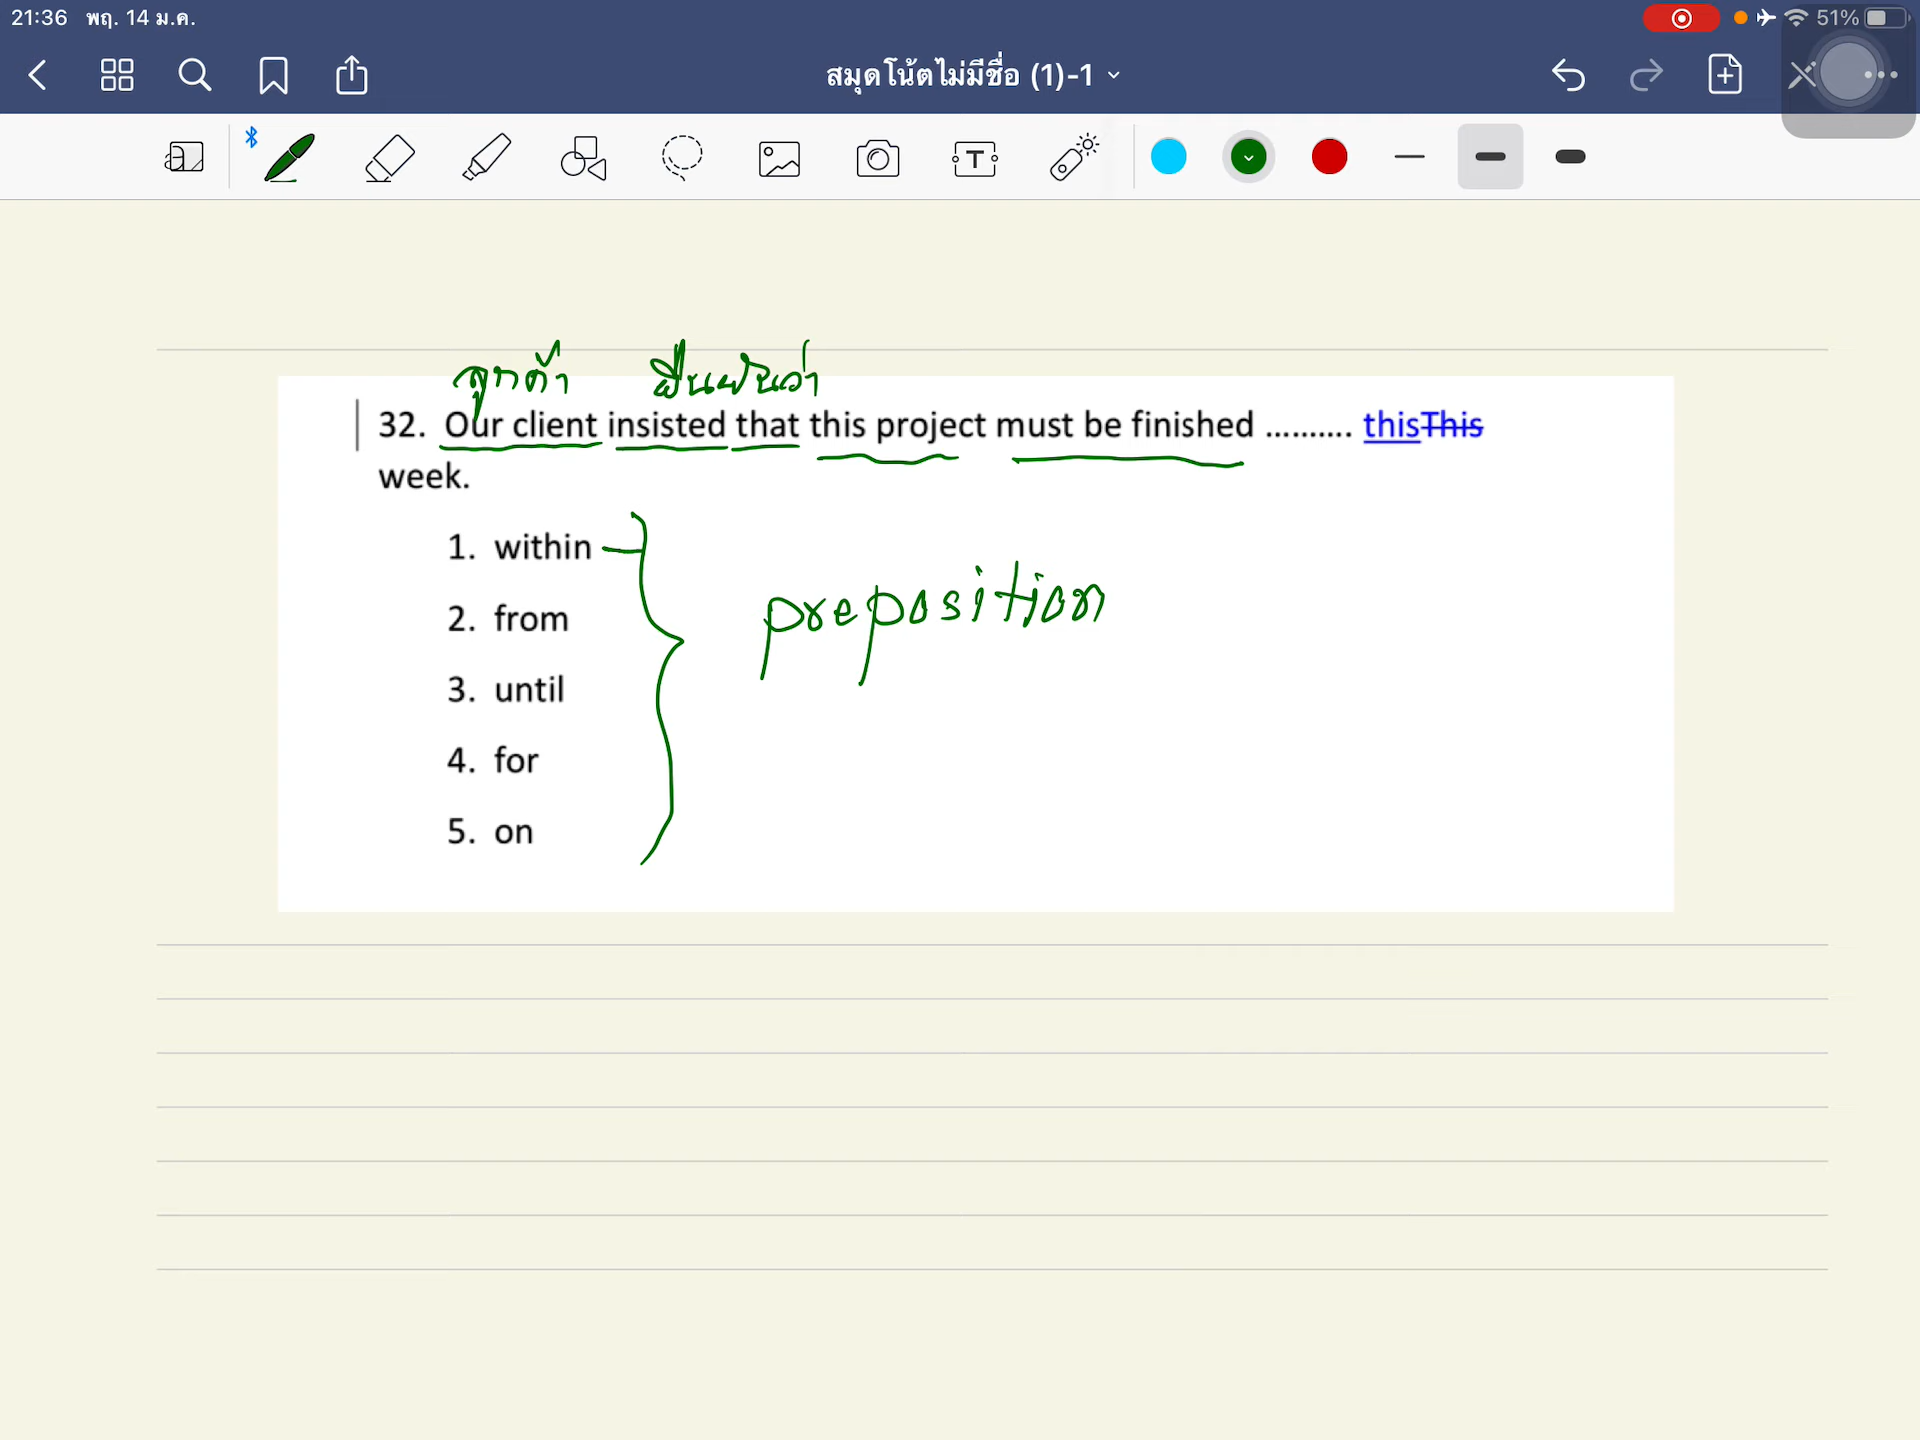 21:36 พฤ. 14 ม.ค.
51%
สมุดโน้ตไม่มีชื่อ (1)-1
ลูกค้า ยืนยันว่า
32. Our client insisted that this project must be finished .......... thisThis
week.
1. within
2. from
3. until
4. for
5. on
preposition